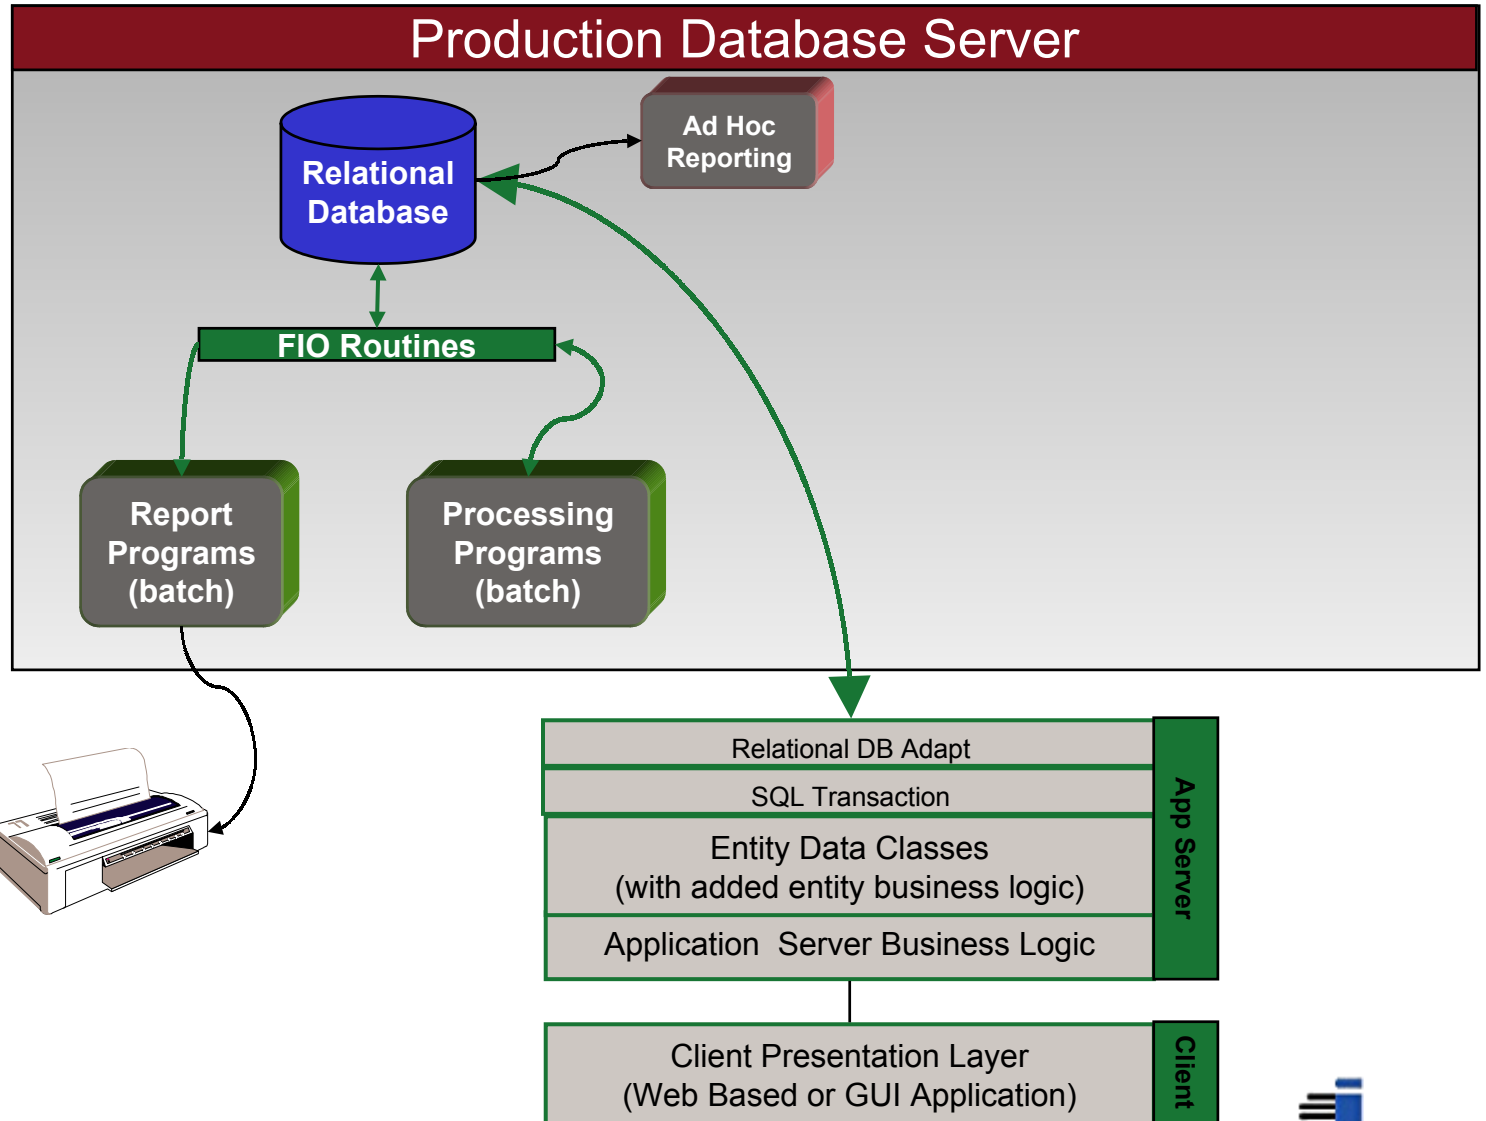 Production Database Server
Ad Hoc
Reporting
Relational
Database
FIO Routines
Report
Programs
(batch)
Processing
Programs
(batch)
Relational DB Adapt
SQL Transaction
Entity Data Classes
(with added entity business logic)
Application  Server Business Logic
App Server
Client Presentation Layer
(Web Based or GUI Application)
Client